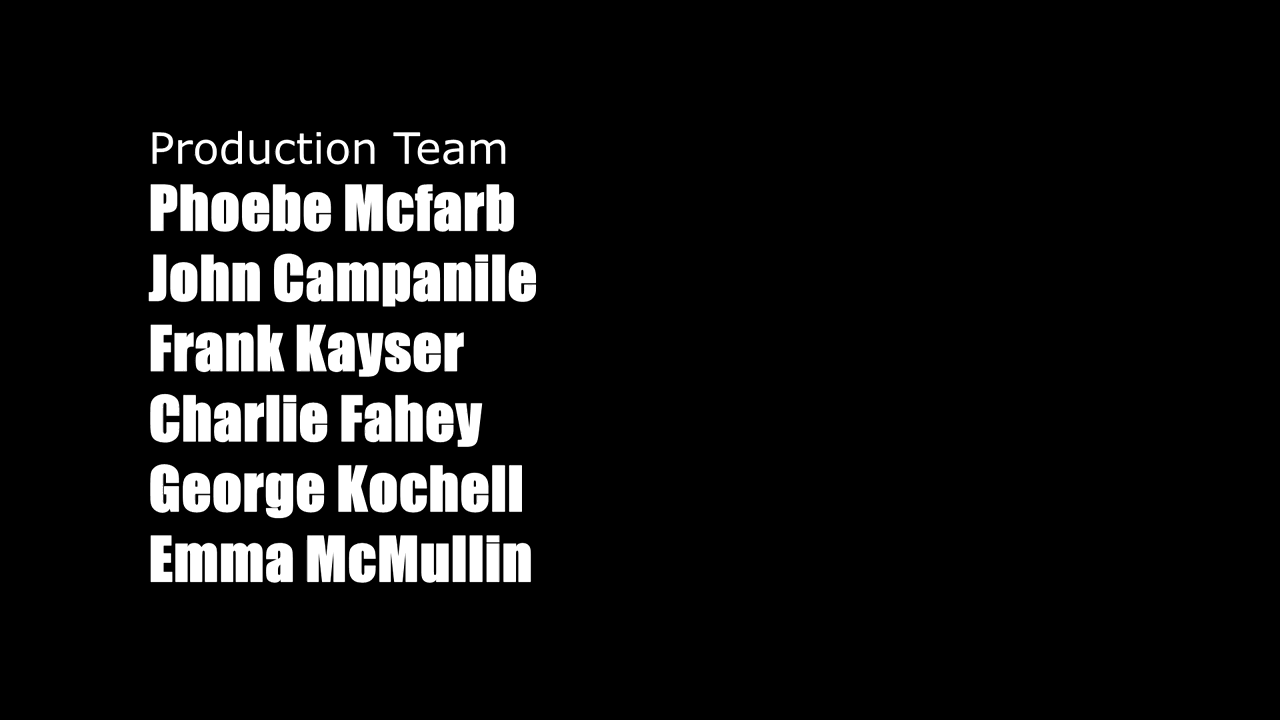 Production Team
Phoebe Mcfarb
John Campanile
Frank Kayser
Charlie Fahey
George Kochell
Emma McMullin